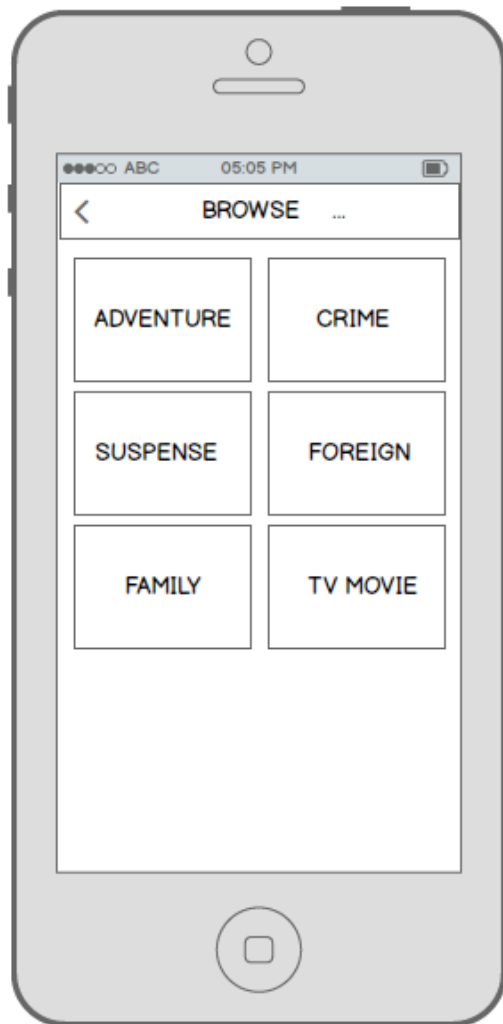 ABC 05:05 PM
BROWSE ...
ADVENTURE CRIME
SUSPENSE FOREIGN
FAMILY TV MOVIE